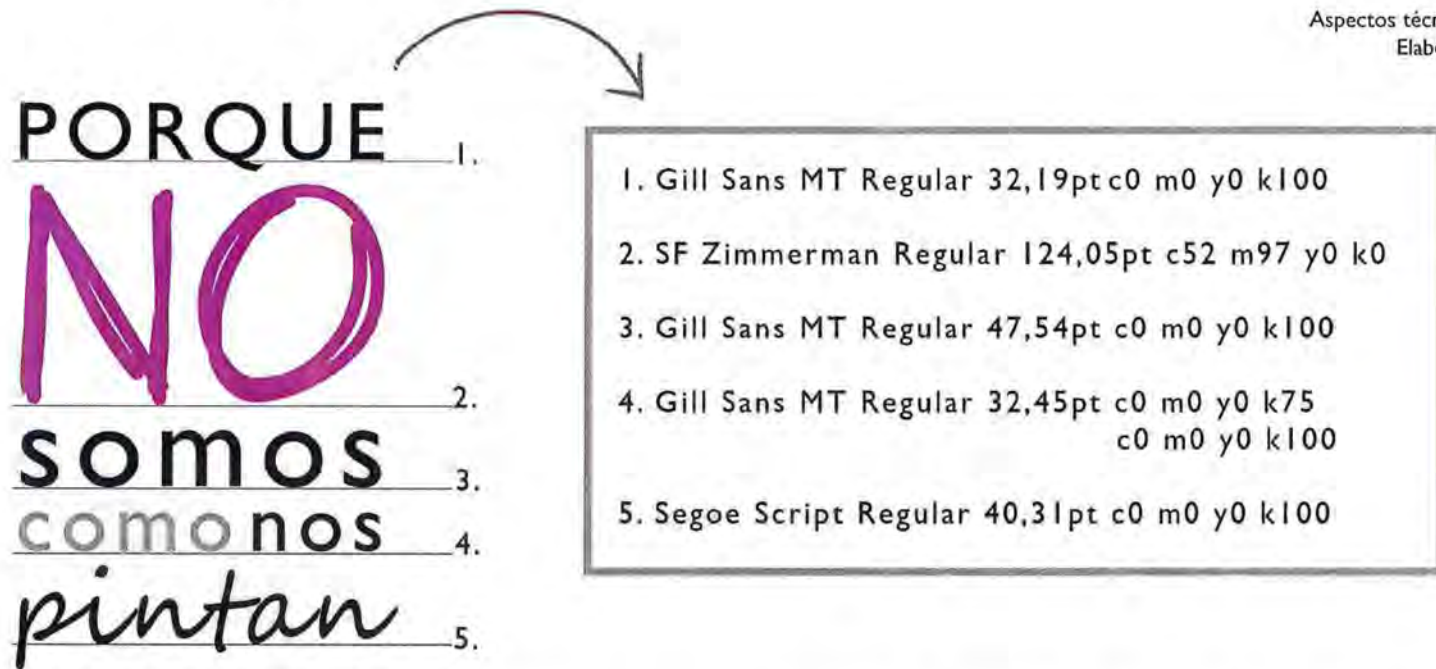 Aspectos
PORQUE 1.
NO 2.
somos 3.
comonos 4.
pintan 5.
1. Gill Sans MT Regular 32,19pt c0 m0 y0 k100
2. SF Zimmerman Regular 124,05pt c52 m97 y0 k0
3. Gill Sans MT Regular 47,54pt c0 m0 y0 k100
4. Gill Sans MT Regular 32,45pt c0 m0 y0 k75
c0 m0 y0 k100
5. Segoe Script Regular 40,31pt c0 m0 y0 k100